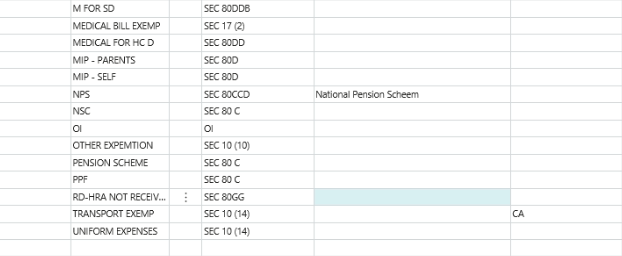 M FOR SD SEC 80DDB
MEDICAL BILL EXEMP SEC 17 (2)
MEDICAL FOR HC D SEC 80DD
MIP - PARENTS SEC 80D
MIP - SELF SEC 80D
NPS SEC 80CCD National Pension Scheem
NSC SEC 80 C
OI OI
OTHER EXPEMTION SEC 10 (10)
PENSION SCHEME SEC 80 C
PPF SEC 80 C
RD-HRA NOT RECEIV... SEC 80GG
TRANSPORT EXEMP SEC 10 (14) CA
UNIFORM EXPENSES SEC 10 (14)